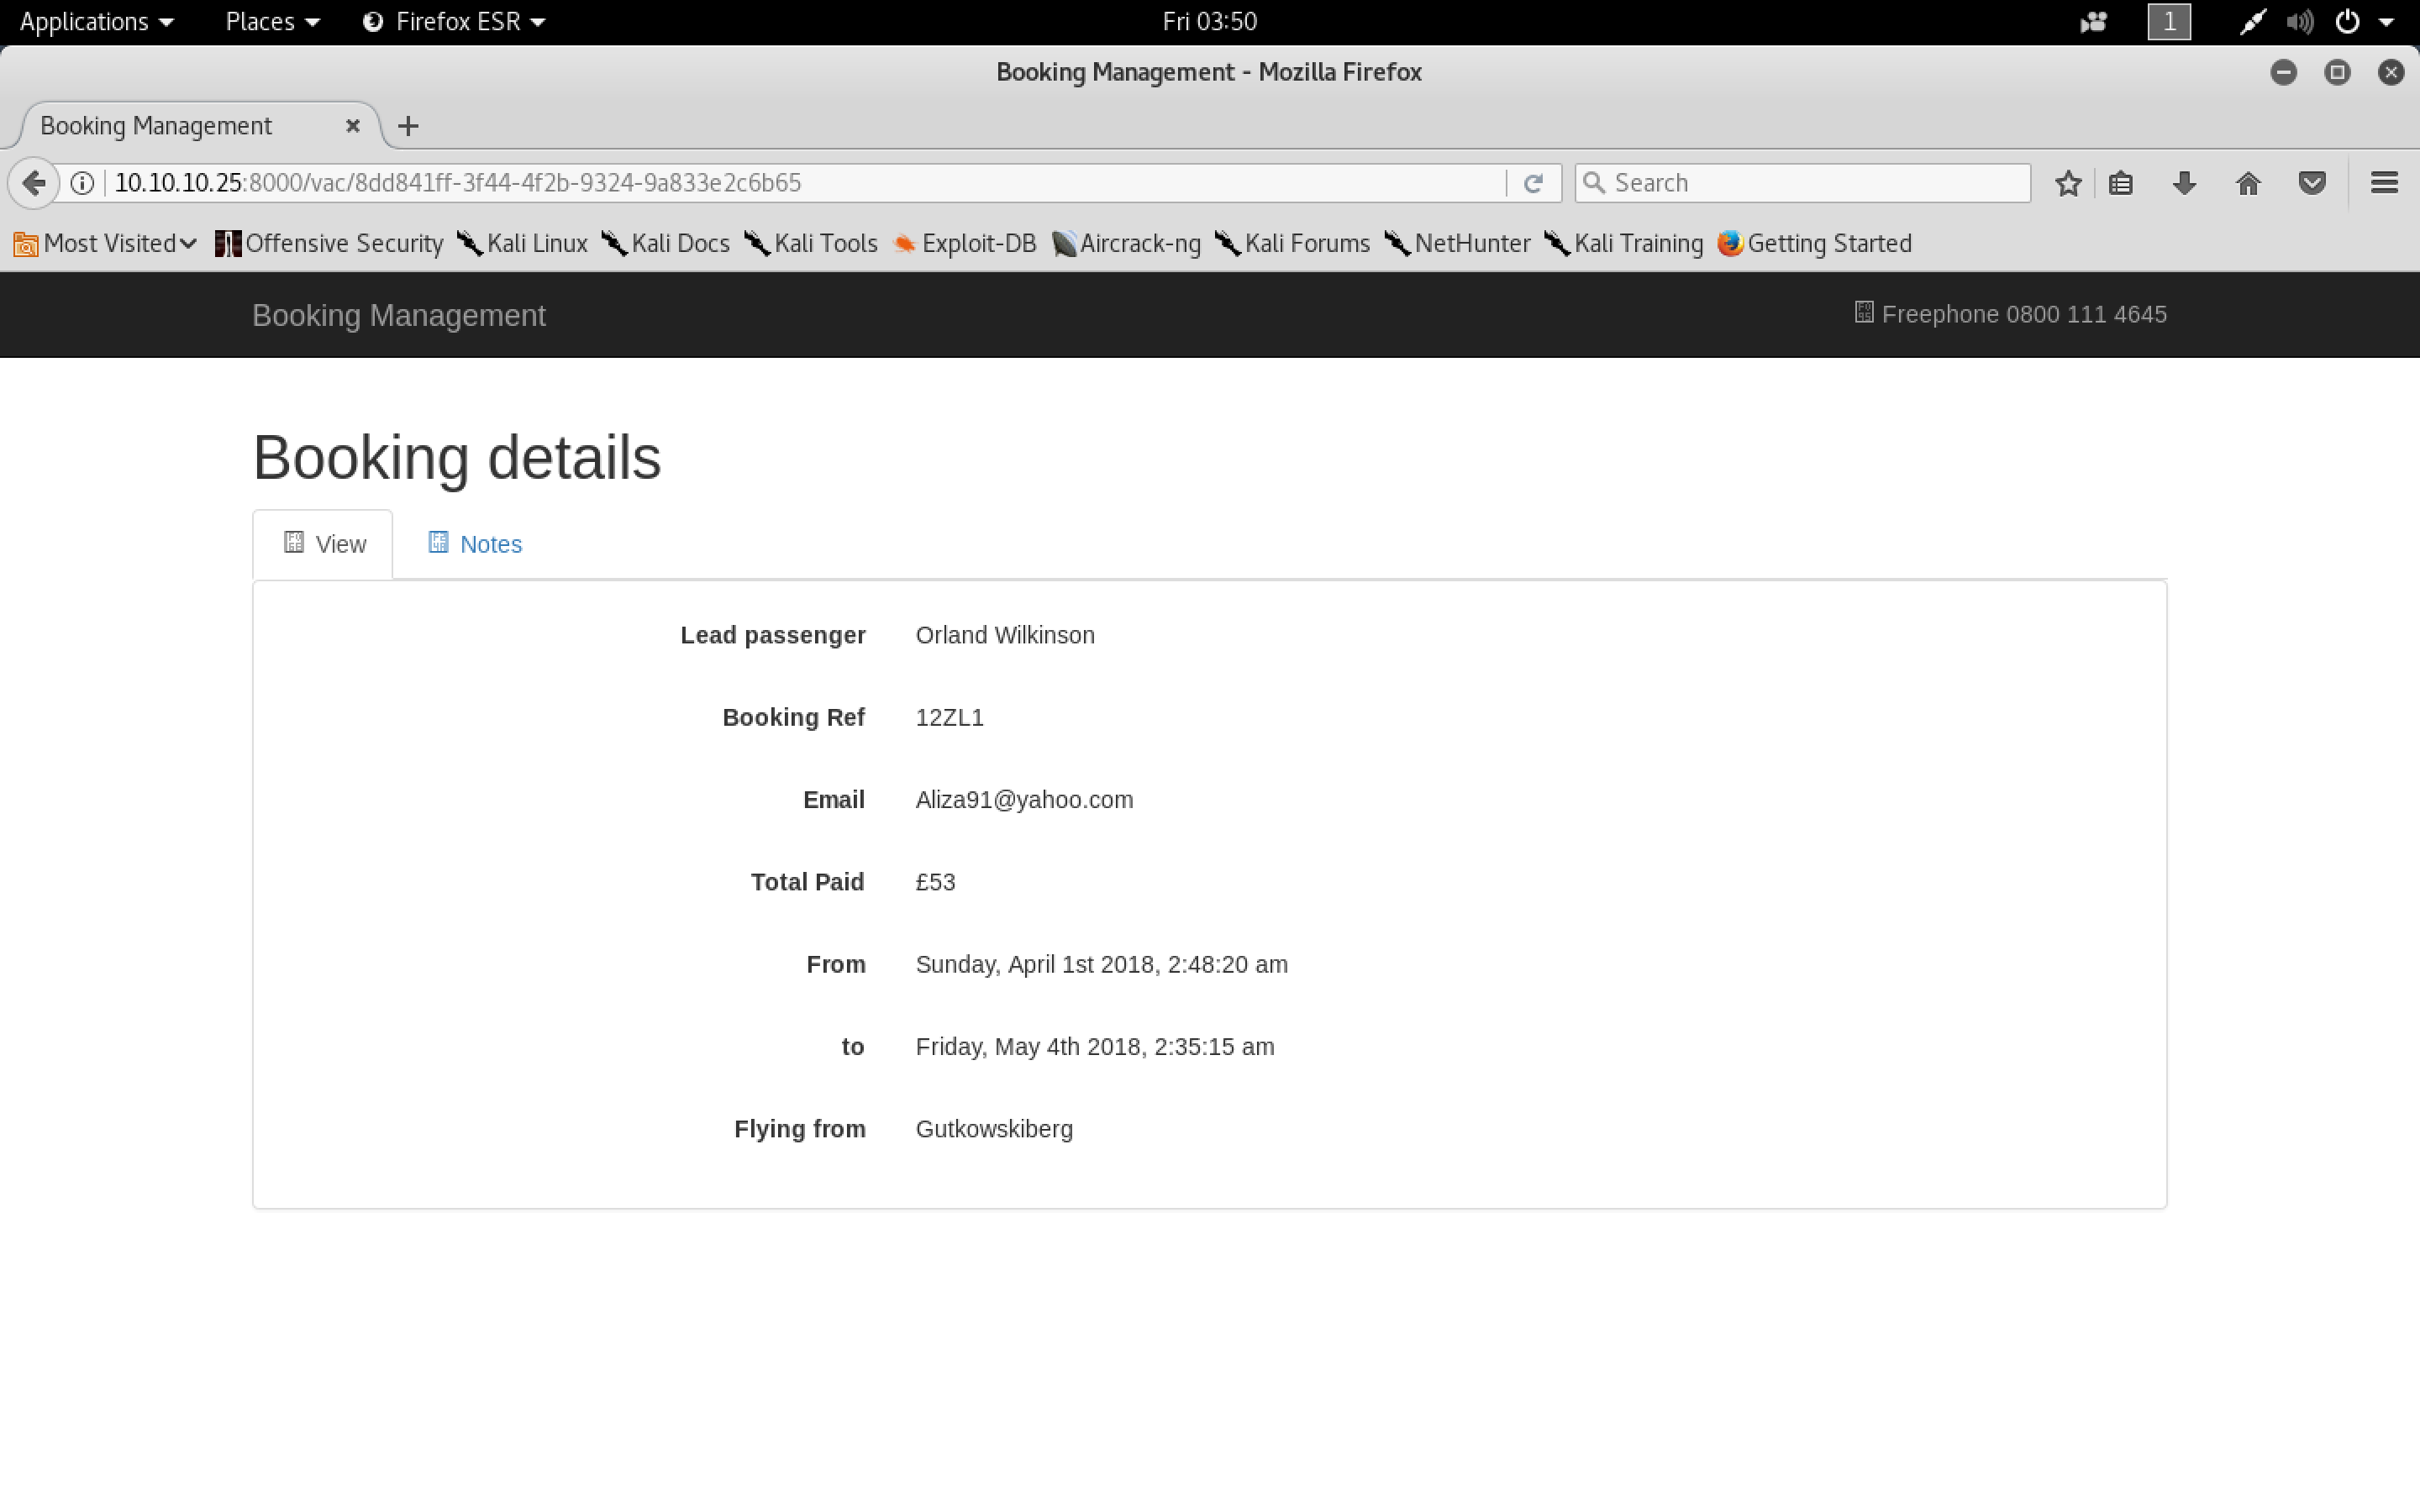 Applications Places Firefox ESR Fri 03:50 1
Booking Management - Mozilla Firefox
Booking Management
10.10.10.25:8000/vac/8dd841ff-3f44-4f2b-9324-9a833e2c6b65 Search
Most Visited Offensive Security Kali Linux Kali Docs Kali Tools Exploit-DB Aircrack-ng Kali Forums NetHunter Kali Training Getting Started
Booking Management Freephone 0800 111 4645
Booking details
View Notes
Lead passenger Orland Wilkinson
Booking Ref 12ZL1
Email Aliza91@yahoo.com
Total Paid £53
From Sunday, April 1st 2018, 2:48:20 am
to Friday, May 4th 2018, 2:35:15 am
Flying from Gutkowskiberg